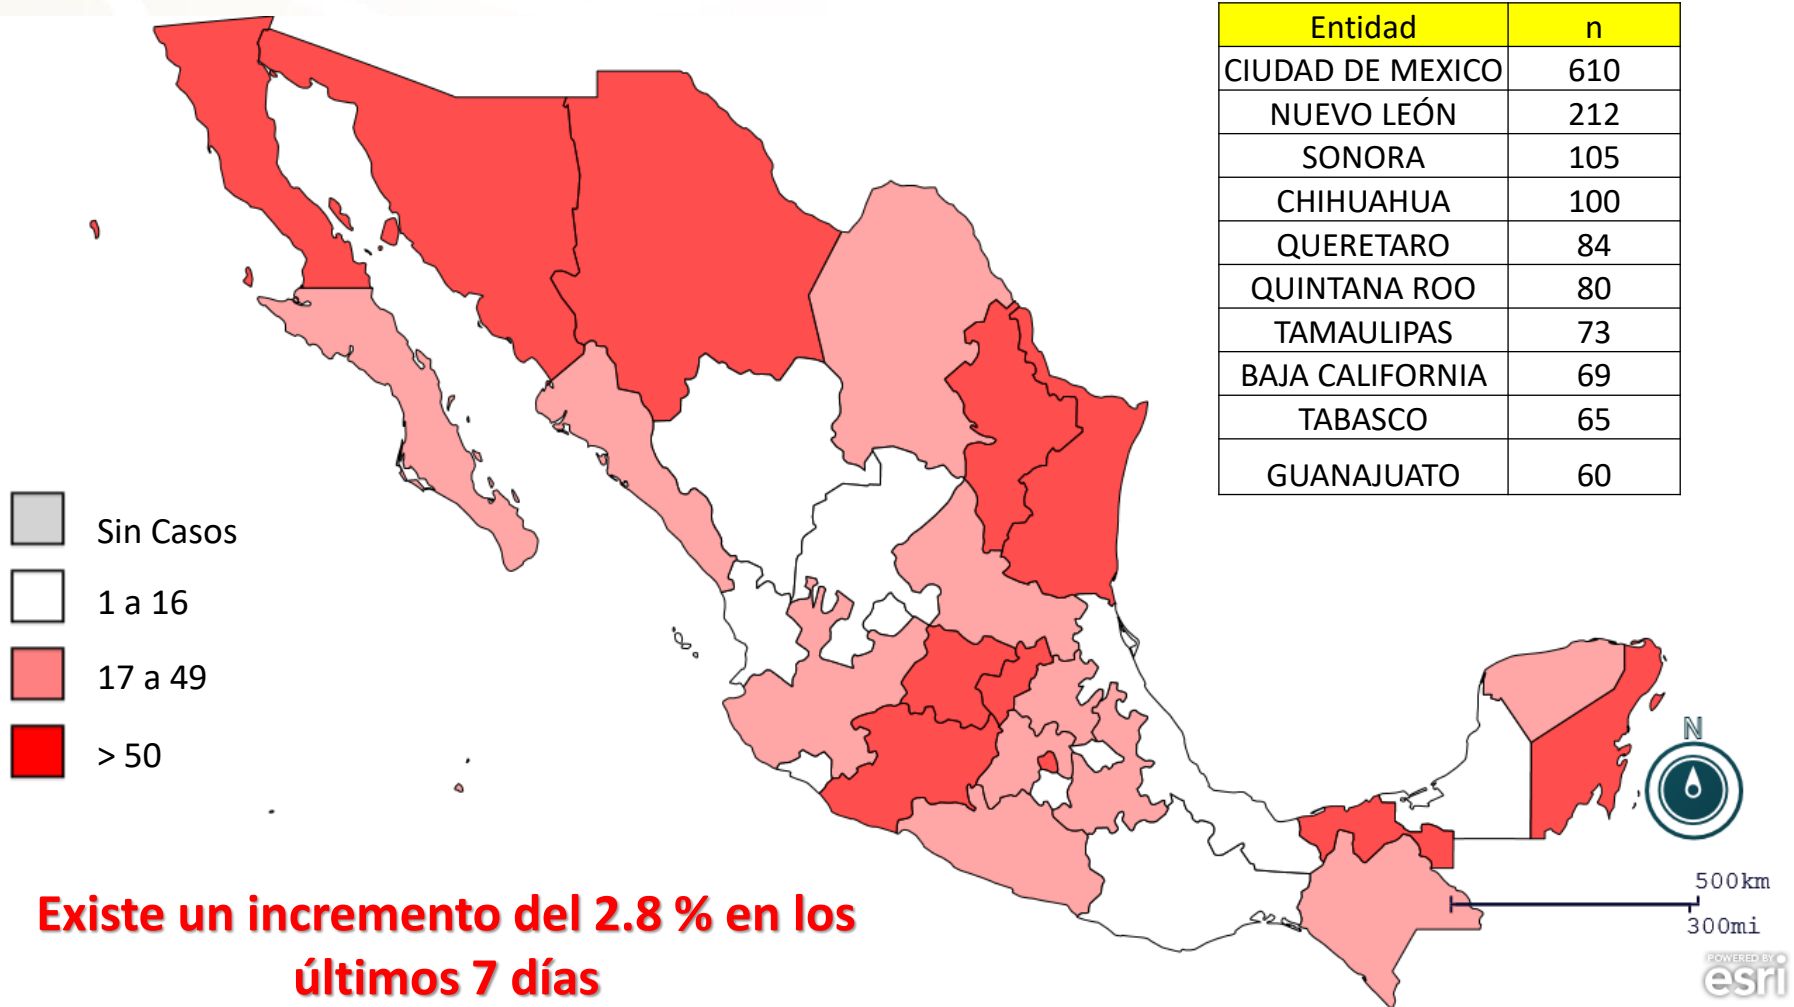 Entidad n
CIUDAD DE MEXICO 610
NUEVO LEÓN 212
SONORA 105
CHIHUAHUA 100
QUERETARO 84
QUINTANA ROO 80
TAMAULIPAS 73
BAJA CALIFORNIA 69
TABASCO 65
GUANAJUATO 60
Sin Casos
1 a 16
17 a 49
> 50
N
500km
300mi
POWERED BY
esri
Existe un incremento del 2.8 % en los
últimos 7 días